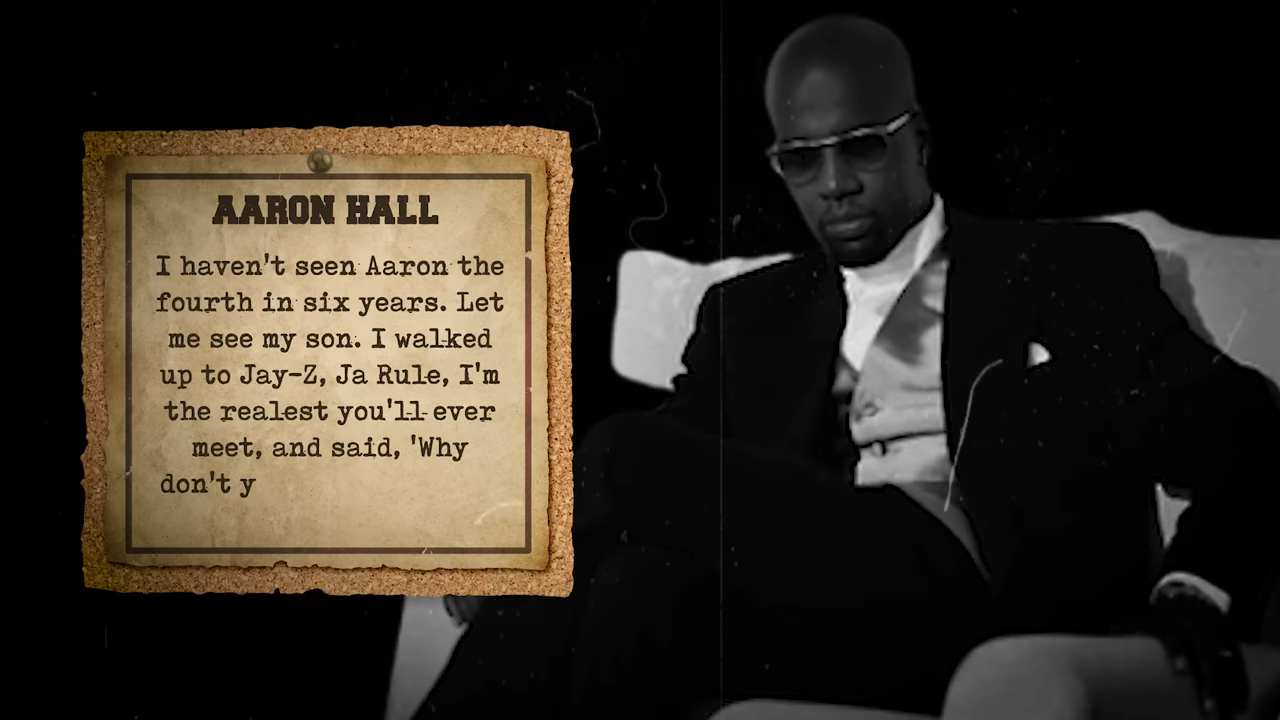 AARON HALL
I haven't seen Aaron the
fourth in six years. Let
me see my son. I walked
up to Jay-Z, Ja Rule, I'm
the realest you'll ever
meet, and said, 'Why
don't y